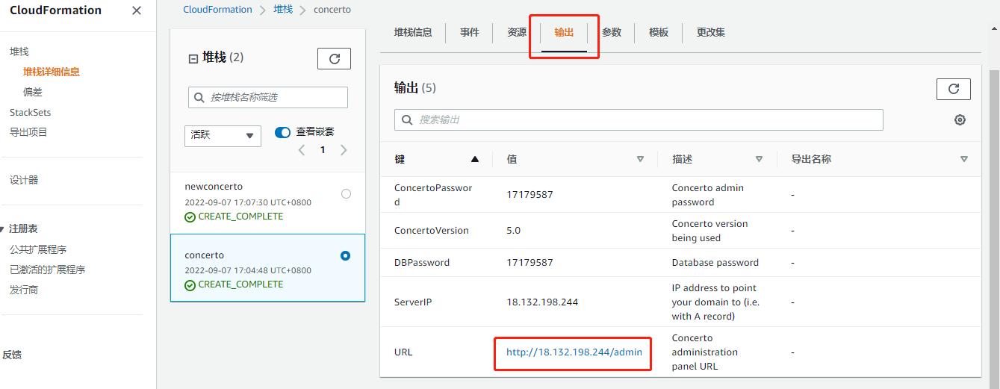 CloudFormation
堆栈
堆栈详细信息
偏差
StackSets
导出项目
设计器
注册表
公共扩展程序
已激活的扩展程序
发行商
反馈
CloudFormation > 堆栈 > concerto
堆栈 (2)
按堆栈名称筛选
活跃
查看嵌套
1
newconcerto
2022-09-07 17:07:30 UTC+0800
CREATE_COMPLETE
concerto
2022-09-07 17:04:48 UTC+0800
CREATE_COMPLETE
堆栈信息 事件 资源 输出 参数 模板 更改集
输出 (5)
搜索输出
键 值 描述 导出名称
ConcertoPasswor
d
17179587
Concerto admin
password
-
ConcertoVersion
5.0
Concerto version
being used
-
DBPassword
17179587
Database password
-
ServerIP
18.132.198.244
IP address to point
your domain to (i.e.
with A record)
-
URL
http://18.132.198.244/admin
Concerto
administration
panel URL
-